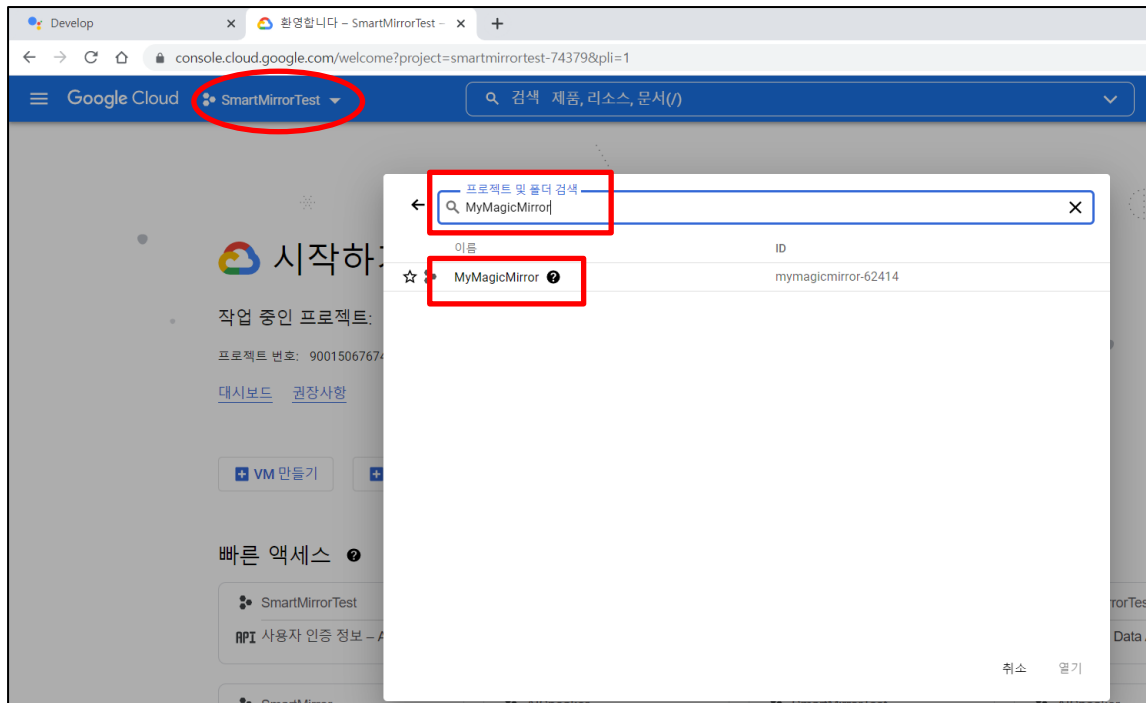 Develop
환영합니다 – SmartMirrorTest –
console.cloud.google.com/welcome?project=smartmirrortest-74379&pli=1
Google Cloud
SmartMirrorTest
검색 제품, 리소스, 문서(/)
프로젝트 및 폴더 검색
MyMagicMirror
이름 ID
MyMagicMirror mymagicmirror-62414
시작하
작업 중인 프로젝트:
프로젝트 번호: 90015067674
대시보드 권장사항
VM 만들기
빠른 액세스
SmartMirrorTest
API 사용자 인증 정보 –
Data
취소 열기